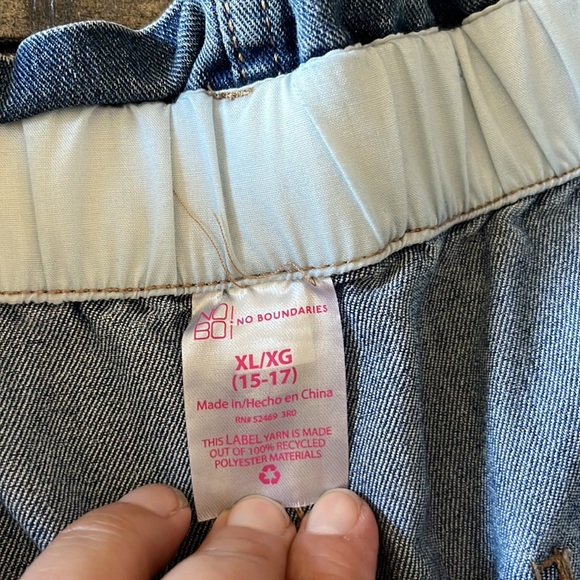 NO!
BO! NO BOUNDARIES
XL/XG
(15-17)
Made in/Hecho en China
RN# 52469 3R0
THIS LABEL YARN IS MADE
OUT OF 100% RECYCLED
POLYESTER MATERIALS